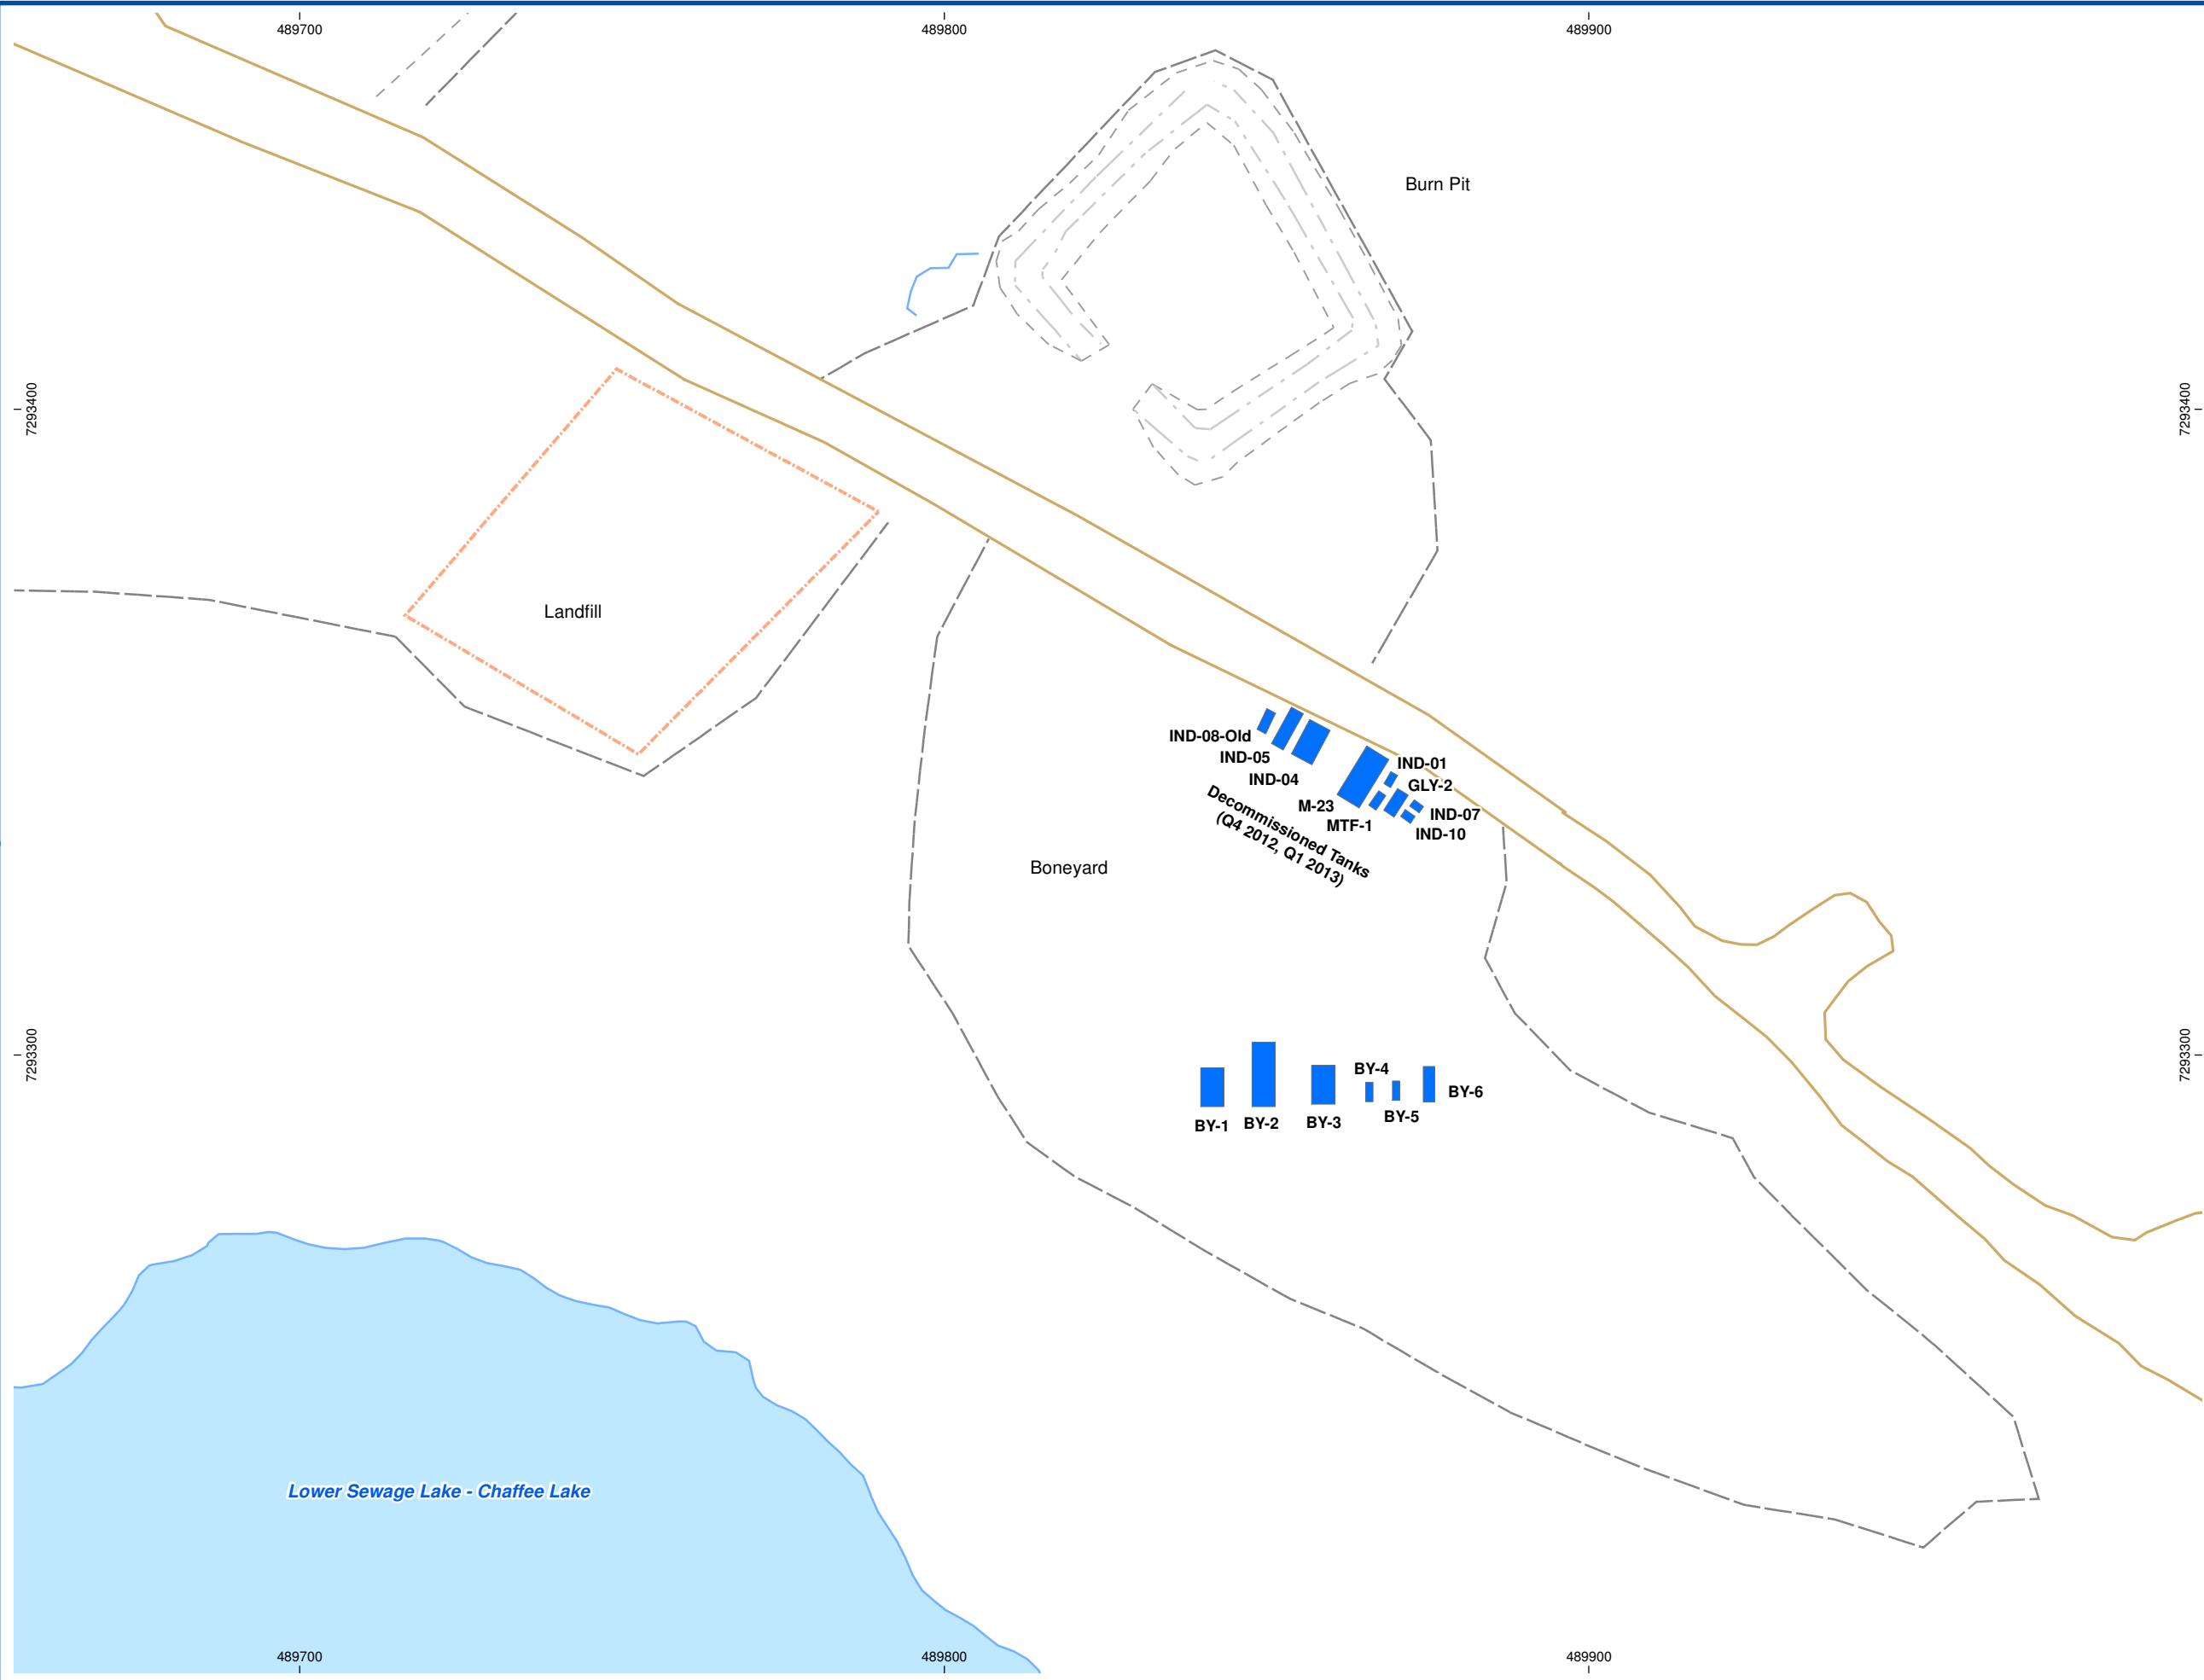 489700
489800
489900
Burn Pit
7293400
7293400
Landfill
IND-08-Old
IND-05
IND-04
IND-01
GLY-2
M-23
IND-07
MTF-1
IND-10
Decommissioned Tanks
(Q4 2012, Q1 2013)
Boneyard
7293300
7293300
BY-4
BY-6
BY-5
BY-1
BY-2
BY-3
Lower Sewage Lake - Chaffee Lake
489700
489800
489900